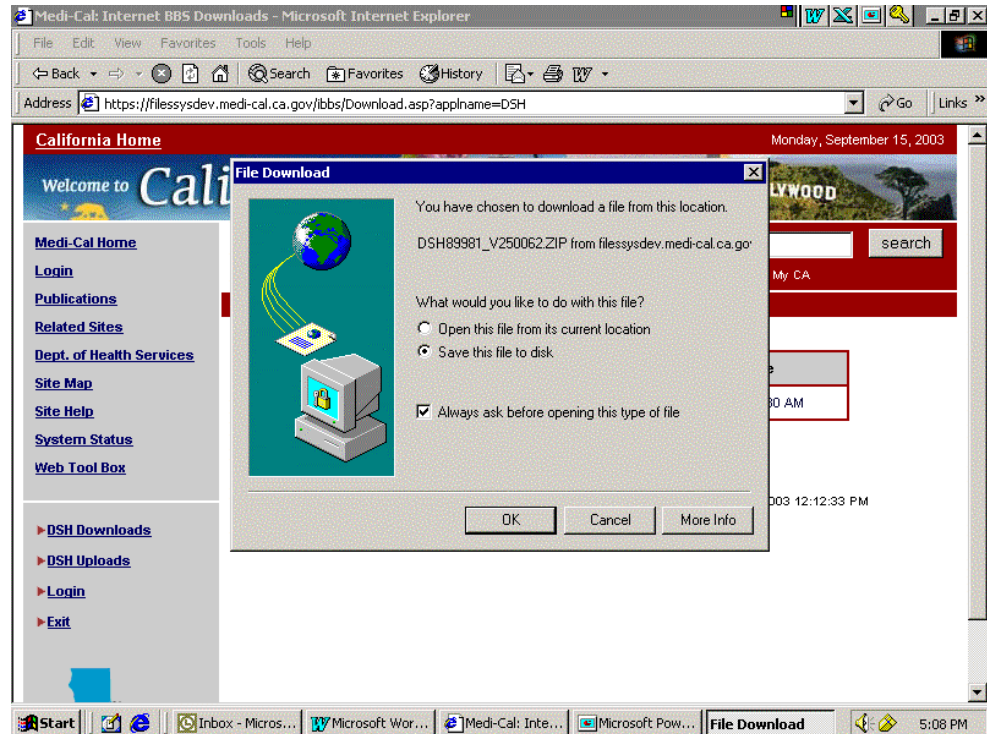 Medi-Cal: Internet BBS Downloads - Microsoft Internet Explorer
File Edit View Favorites Tools Help
Back Search Favorites History
Address https://filessysdev.medi-cal.ca.gov/ibbs/Download.asp?applname=DSH Go Links »
California Home Monday, September 15, 2003
Welcome to Cali
LYWOOD
File Download
You have chosen to download a file from this location.
DSH89981_V250062.ZIP from filessysdev.medi-cal.ca.go
What would you like to do with this file?
Open this file from its current location
Save this file to disk
Always ask before opening this type of file
OK Cancel More Info
search
My CA
30 AM
003 12:12:33 PM
Medi-Cal Home
Login
Publications
Related Sites
Dept. of Health Services
Site Map
Site Help
System Status
Web Tool Box
DSH Downloads
DSH Uploads
Login
Exit
Start Inbox - Micros... Microsoft Wor... Medi-Cal: Inte... Microsoft Pow... File Download 5:08 PM